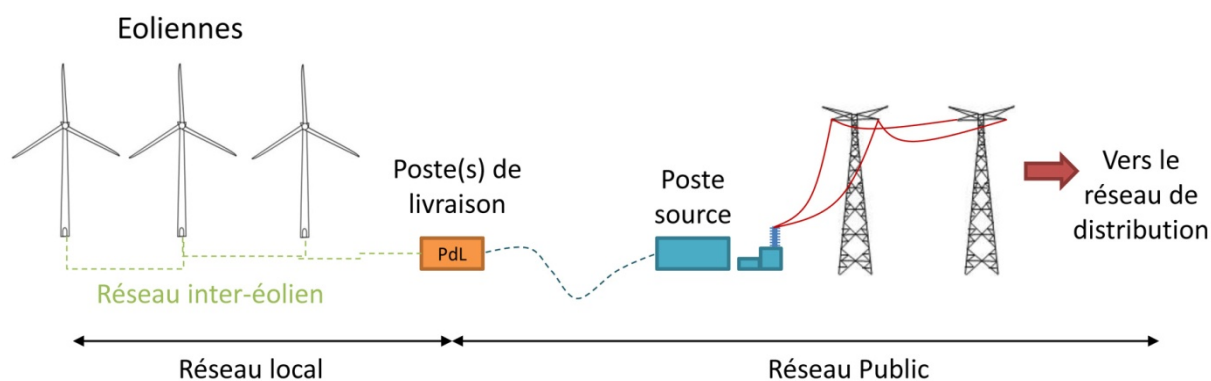 Eoliennes
Poste(s) de
livraison
PdL
Réseau inter-éolien
Poste
source
Vers le
réseau de
distribution
Réseau local
Réseau Public